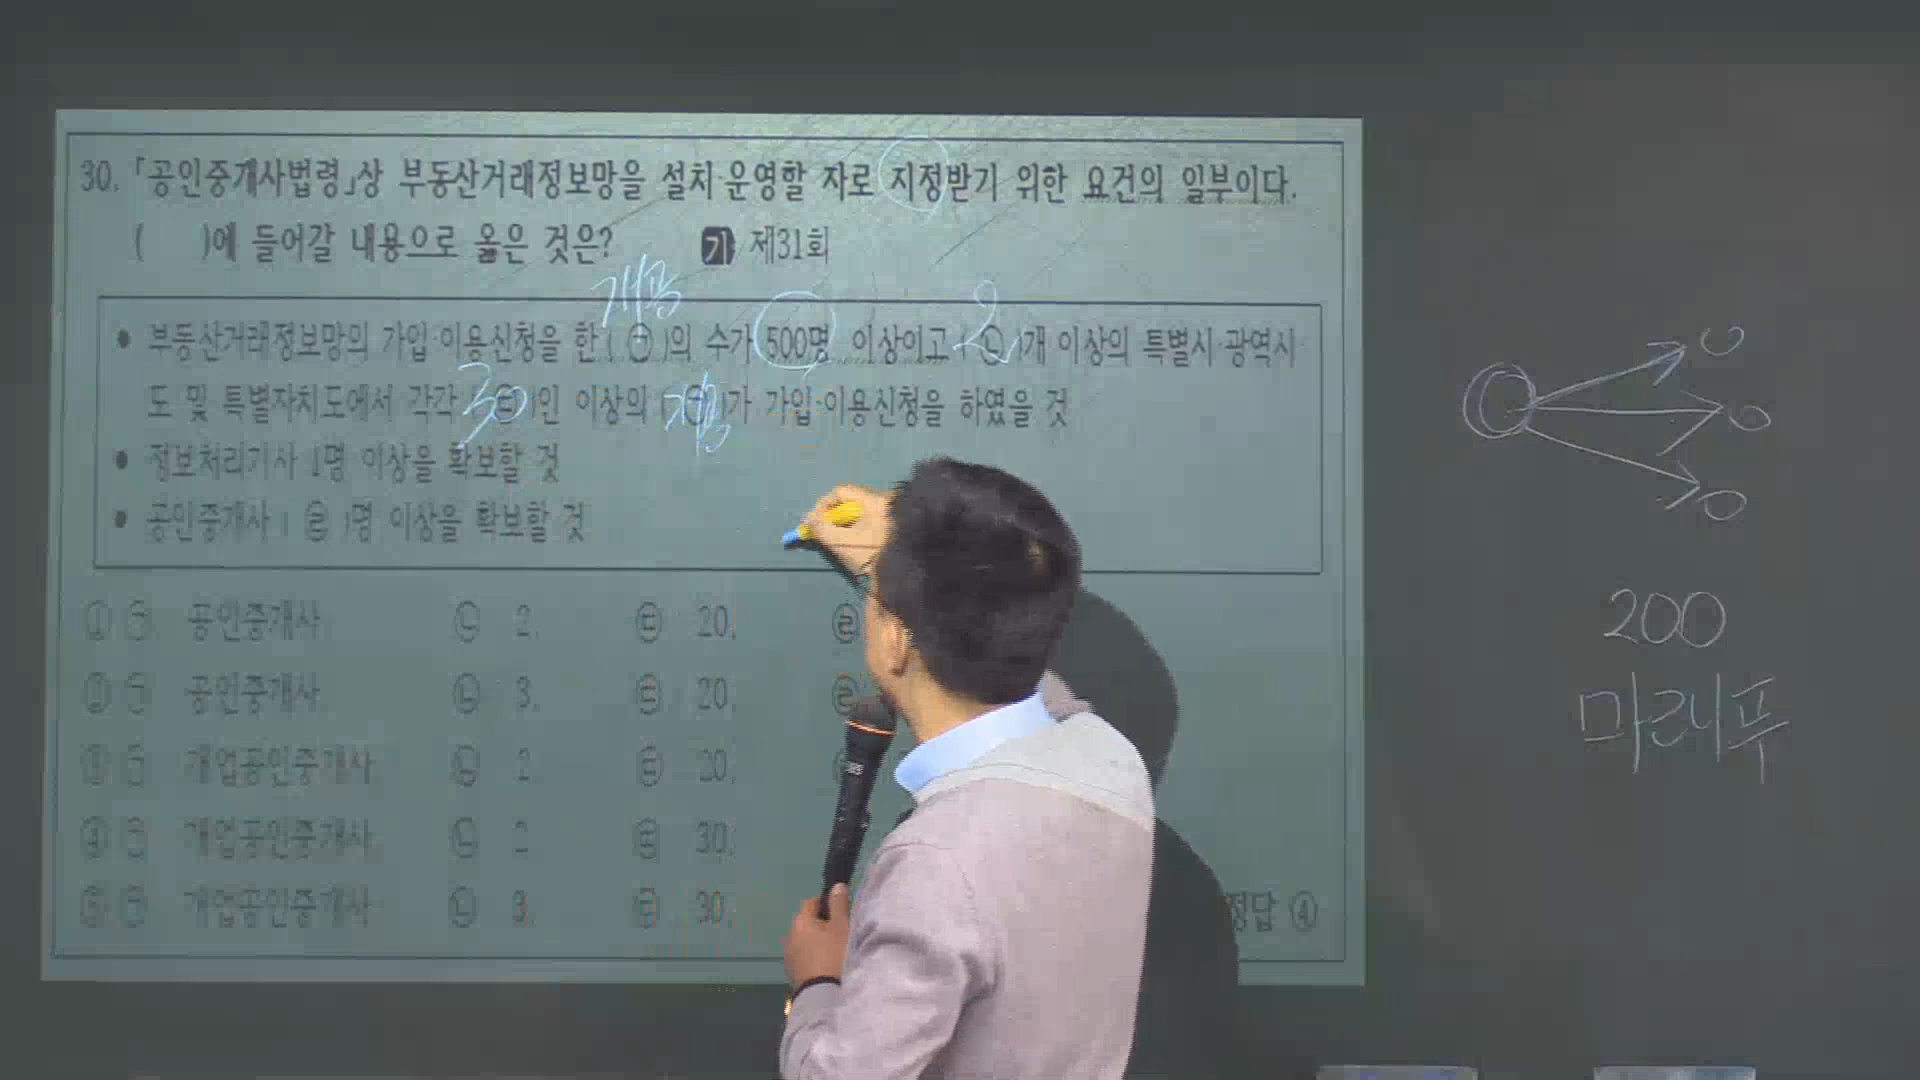 30. 「공인중개사법령」상 부동산거래정보망을 설치·운영할 자로 지정받기 위한 요건의 일부이다.
( )에 들어갈 내용으로 옳은 것은? 기 제31회
개공
2
• 부동산거래정보망의 가입·이용신청을 한 ( ㉠ )의 수가 500명 이상이고 ( ㉡ )개 이상의 특별시·광역시·
30 개공
도 및 특별자치도에서 각각 ( ㉢ )인 이상의 ( ㉠ )가 가입·이용신청을 하였을 것
• 정보처리기사 1명 이상을 확보할 것
• 공인중개사 ( ㉣ )명 이상을 확보할 것
① ㉠ 공인중개사 ㉡ 2, ㉢ 20, ㉣
② ㉠ 공인중개사 ㉡ 3, ㉢ 20, ㉣
③ ㉠ 개업공인중개사 ㉡ 2, ㉢ 20,
④ ㉠ 개업공인중개사 ㉡ 2, ㉢ 30,
⑤ ㉠ 개업공인중개사 ㉡ 3, ㉢ 30,
정답 ④
200
마래푸